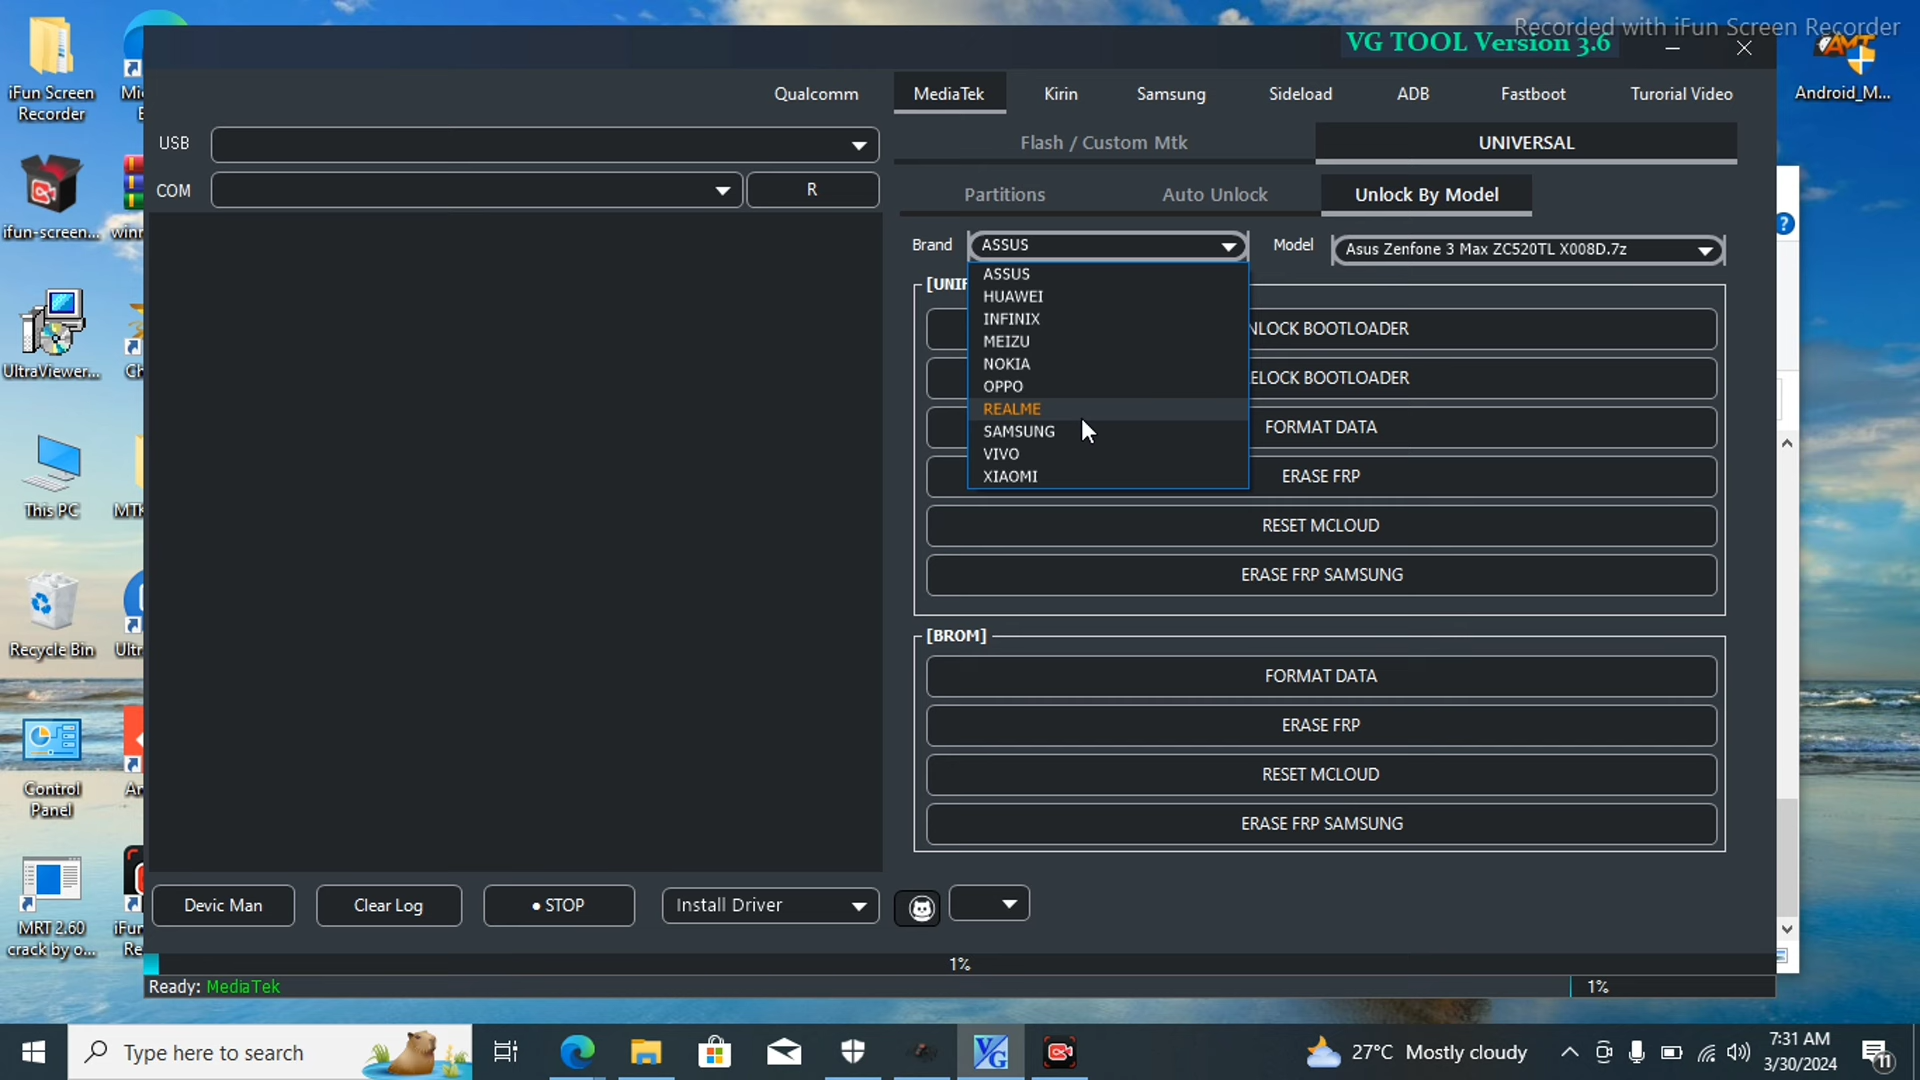 Recorded with iFun Screen Recorder
VG TOOL Version 3.6
iFun Screen
Recorder
ifun-screen...
UltraViewer...
This PC
Recycle Bin
Control
Panel
MRT 2.60
crack by o...
Android_M...
Qualcomm
MediaTek
Kirin
Samsung
Sideload
ADB
Fastboot
Turorial Video
USB
COM
R
Flash / Custom Mtk
UNIVERSAL
Partitions
Auto Unlock
Unlock By Model
Brand
ASSUS
Model
Asus Zenfone 3 Max ZC520TL X008D.7z
ASSUS
HUAWEI
INFINIX
MEIZU
NOKIA
OPPO
REALME
SAMSUNG
VIVO
XIAOMI
NLOCK BOOTLOADER
ELOCK BOOTLOADER
FORMAT DATA
ERASE FRP
RESET MCLOUD
ERASE FRP SAMSUNG
[BROM]
FORMAT DATA
ERASE FRP
RESET MCLOUD
ERASE FRP SAMSUNG
Devic Man
Clear Log
● STOP
Install Driver
1%
Ready: MediaTek
1%
Type here to search
27°C Mostly cloudy
7:31 AM
3/30/2024
11